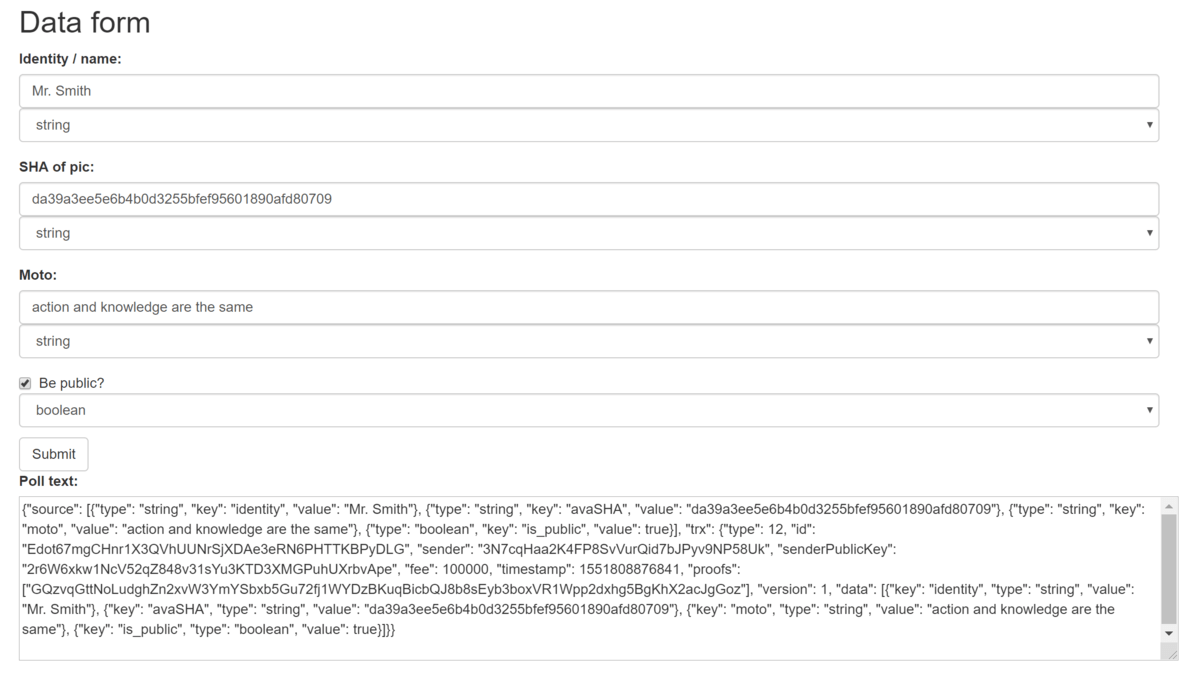 Data form
Identity / name:
Mr. Smith
string
SHA of pic:
da39a3ee5e6b4b0d3255bfef95601890afd80709
string
Moto:
action and knowledge are the same
string
Be public?
boolean
Submit
Poll text:
{"source": [{"type": "string", "key": "identity", "value": "Mr. Smith"}, {"type": "string", "key": "avaSHA", "value": "da39a3ee5e6b4b0d3255bfef95601890afd80709"}, {"type": "string", "key":
"moto", "value": "action and knowledge are the same"}, {"type": "boolean", "key": "is_public", "value": true}], "trx": {"type": 12, "id":
"Edot67mgCHnr1X3QVhUUNrSjXDAe3eRN6PHTTKBPyDLG", "sender": "3N7cqHaa2K4FP8SvVurQid7bJPyv9NP58Uk", "senderPublicKey":
"2r6W6xkw1NcV52qZ848v31sYu3KTD3XMGPuhUXrbvApe", "fee": 100000, "timestamp": 1551808876841, "proofs":
["GQzvqGttNoLudghZn2xvW3YmYSbxb5Gu72fj1WYDzBKuqBicbQJ8b8sEyb3boxVR1Wpp2dxhg5BgKhX2acJgGoz"], "version": 1, "data": [{"key": "identity", "type": "string", "value":
"Mr. Smith"}, {"key": "avaSHA", "type": "string", "value": "da39a3ee5e6b4b0d3255bfef95601890afd80709"}, {"key": "moto", "type": "string", "value": "action and knowledge are the
same"}, {"key": "is_public", "type": "boolean", "value": true}]}}